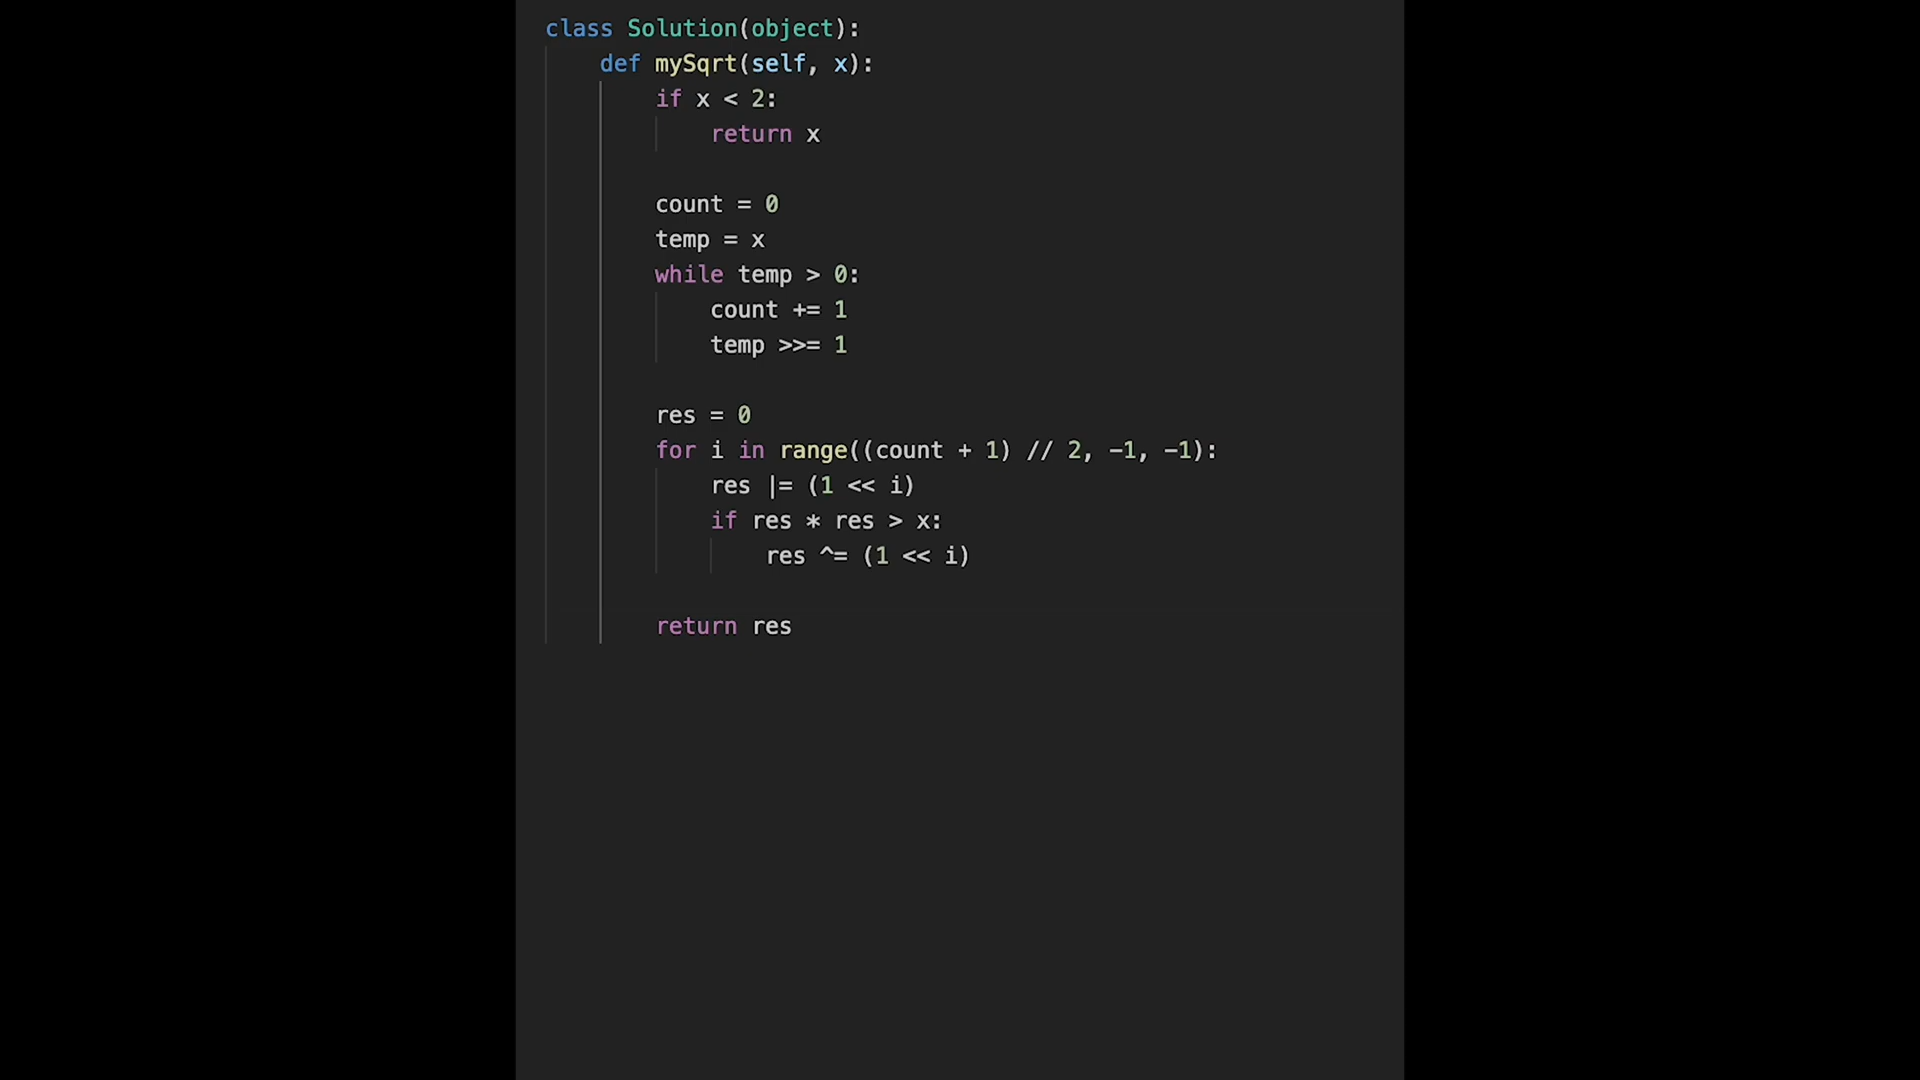 class Solution(object):
    def mySqrt(self, x):
        if x < 2:
            return x

        count = 0
        temp = x
        while temp > 0:
            count += 1
            temp >>= 1

        res = 0
        for i in range((count + 1) // 2, -1, -1):
            res |= (1 << i)
            if res * res > x:
                res ^= (1 << i)

        return res